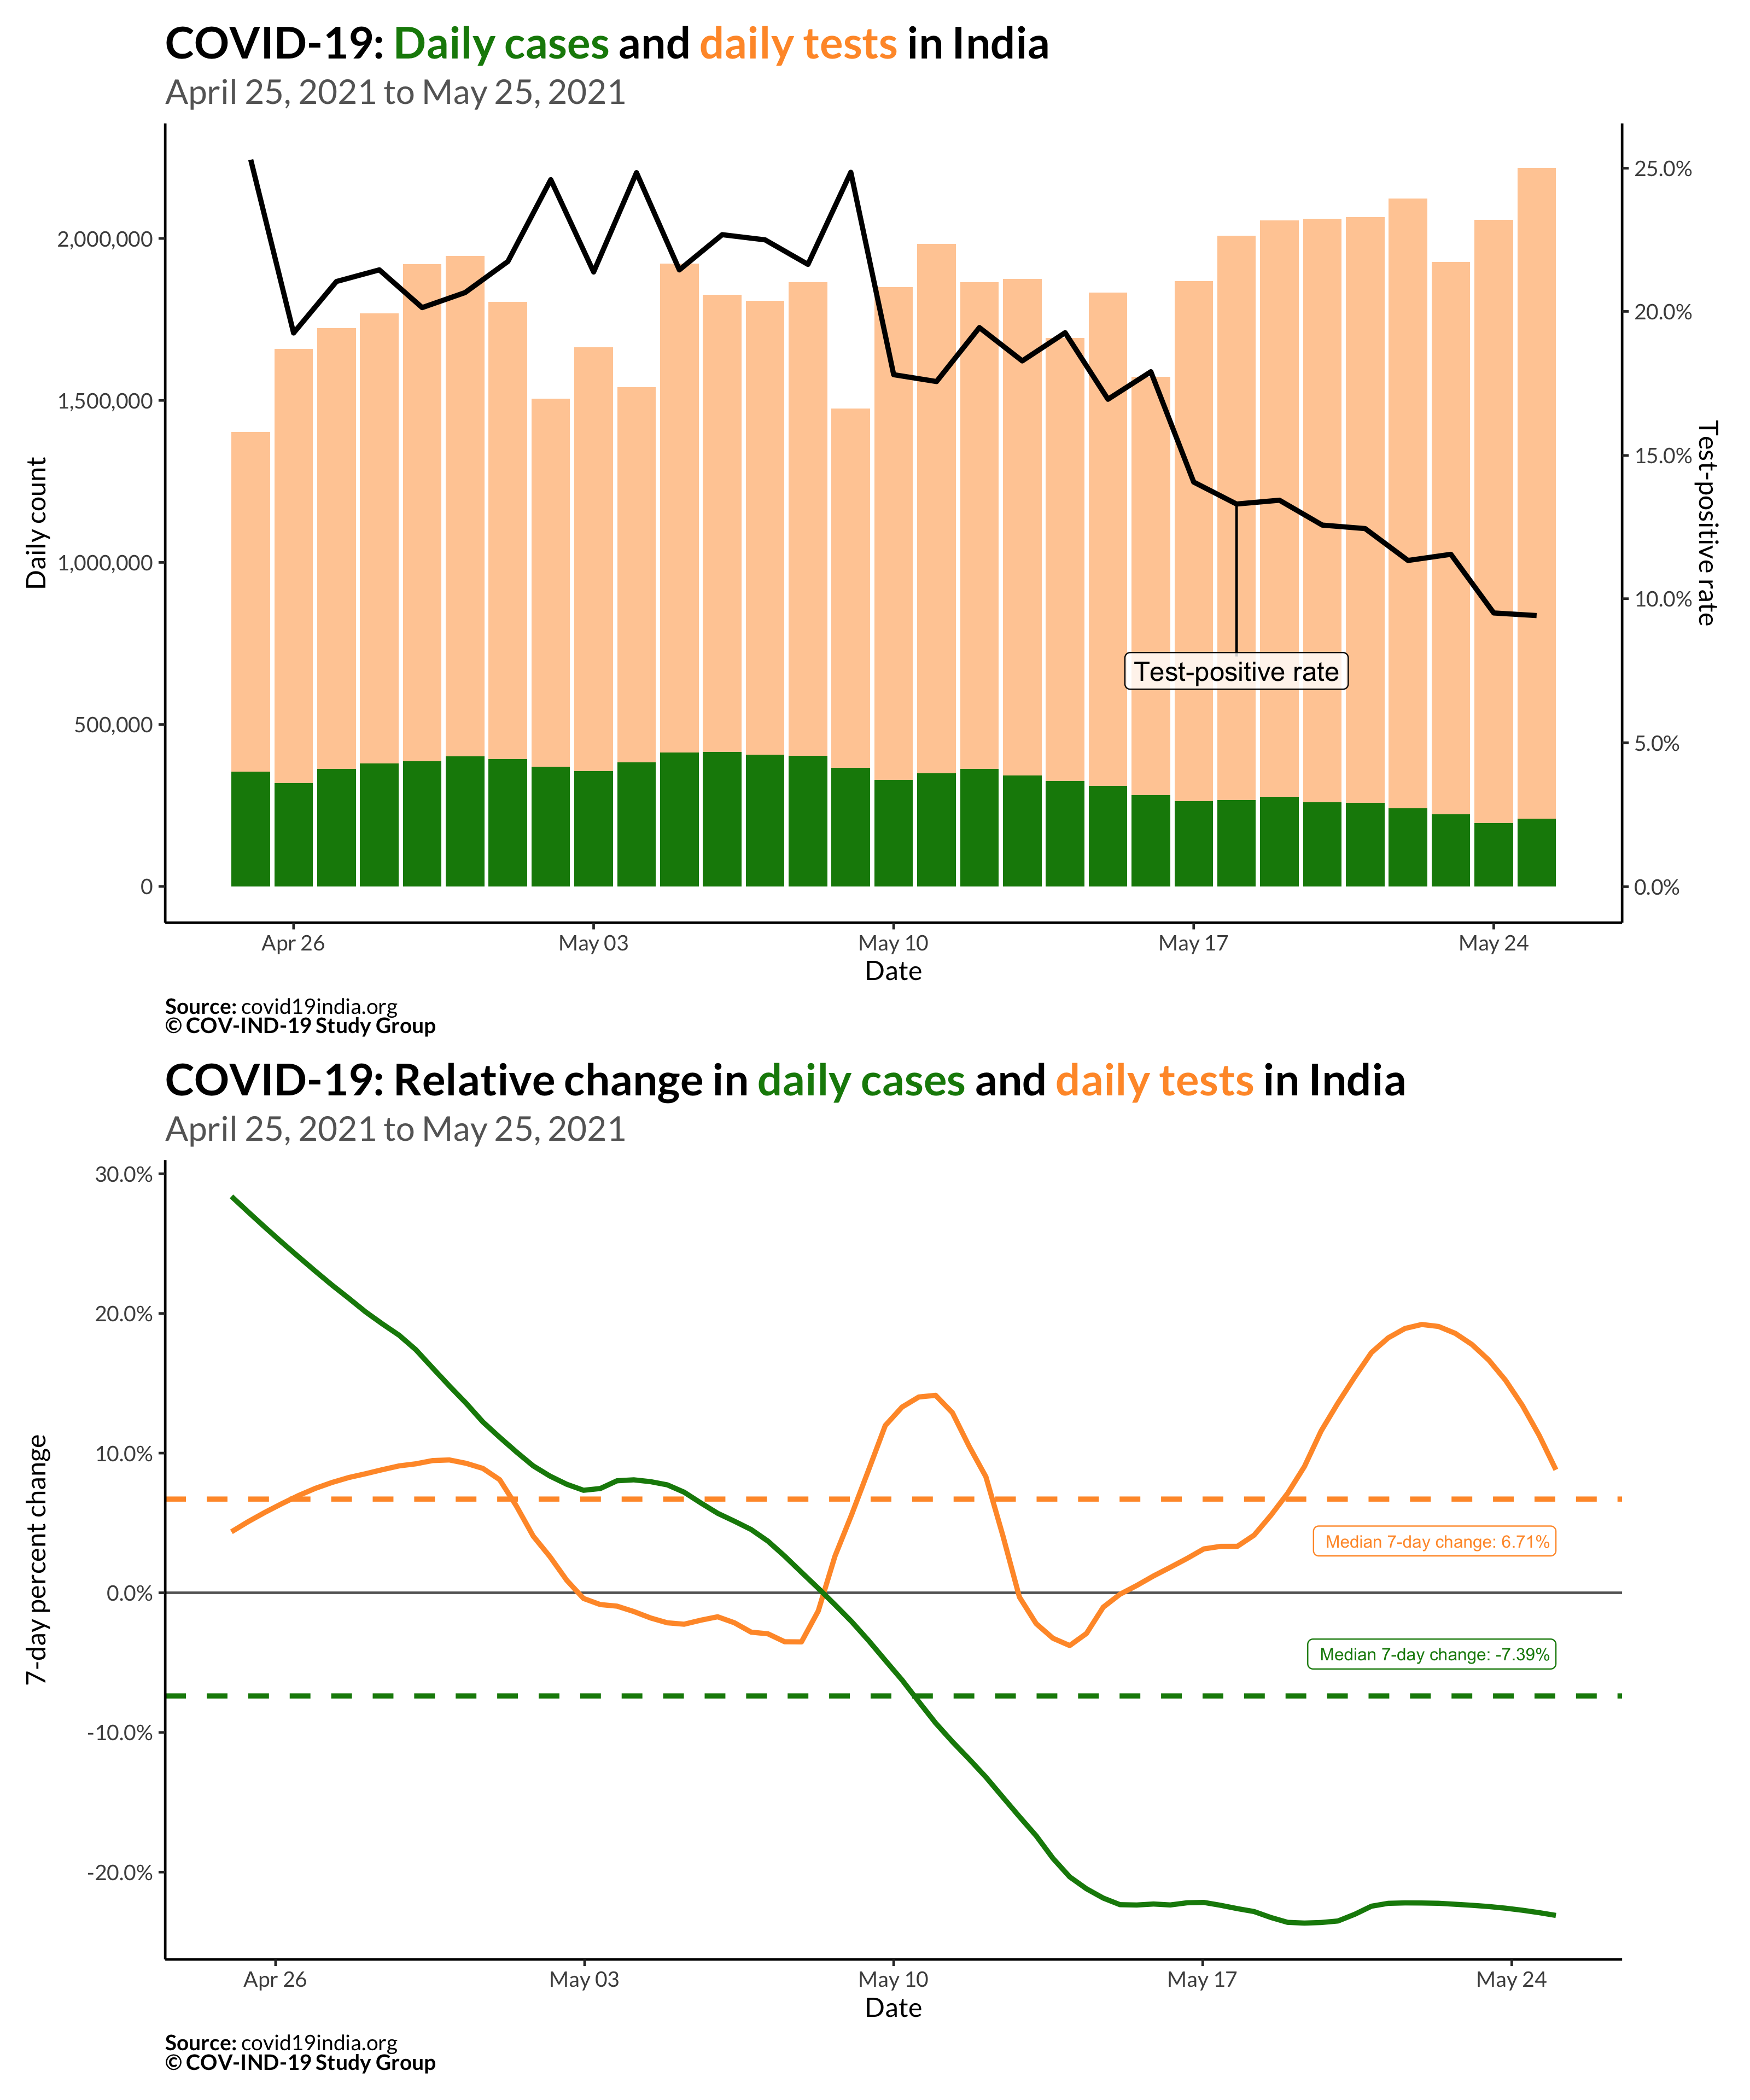 COVID-19: Daily cases and daily tests in India
April 25, 2021 to May 25, 2021
Daily count
2,000,000
1,500,000
1,000,000
500,000
0
25.0%
20.0%
15.0%
10.0%
5.0%
0.0%
Test-positive rate
Test-positive rate
Apr 26
May 03
May 10
May 17
May 24
Date
Source: covid19india.org
© COV-IND-19 Study Group
COVID-19: Relative change in daily cases and daily tests in India
April 25, 2021 to May 25, 2021
7-day percent change
30.0%
20.0%
10.0%
0.0%
-10.0%
-20.0%
Median 7-day change: 6.71%
Median 7-day change: -7.39%
Apr 26
May 03
May 10
May 17
May 24
Date
Source: covid19india.org
© COV-IND-19 Study Group